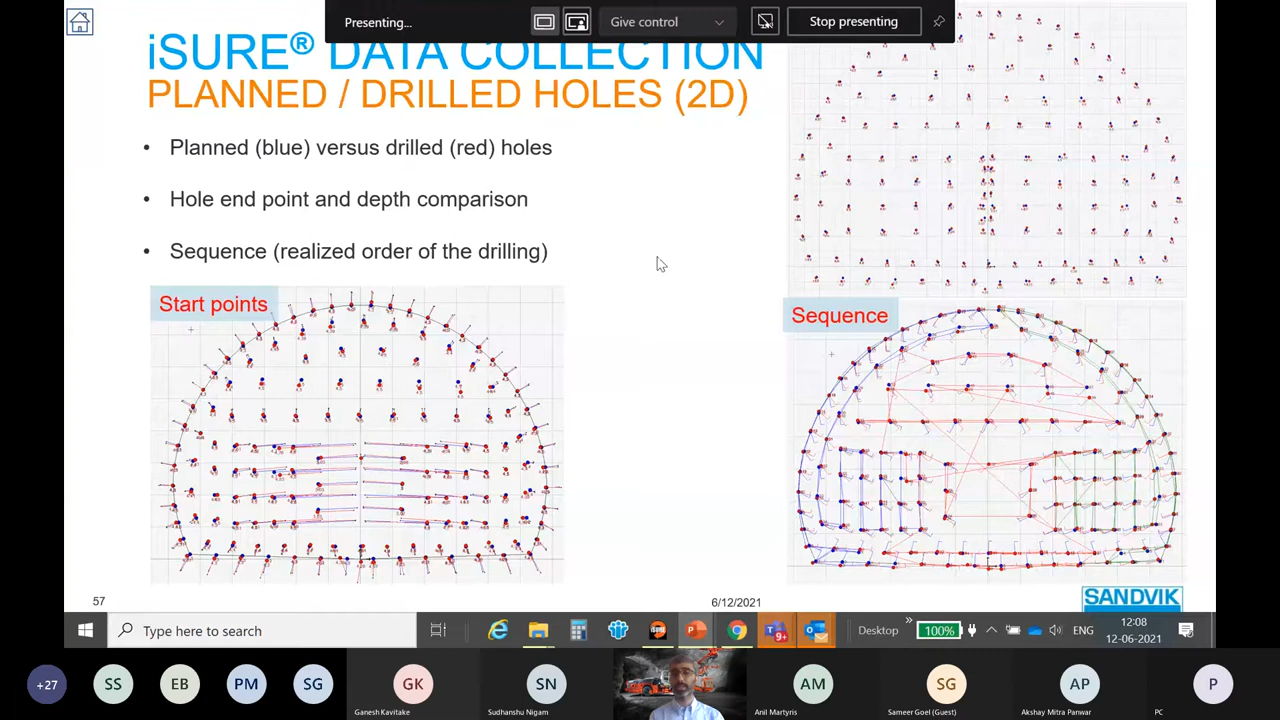 Presenting...
Give control
Stop presenting
iSURE® DATA COLLECTION
PLANNED / DRILLED HOLES (2D)
• Planned (blue) versus drilled (red) holes
• Hole end point and depth comparison
• Sequence (realized order of the drilling)
Start points
Sequence
57
6/12/2021
SANDVIK
Type here to search
9+
Desktop
100%
ENG
12:08
12-06-2021
+27
SS
EB
PM
SG
GK
SN
AM
SG
AP
P
Ganesh Kavitake
Sudhanshu Nigam
Anil Martyris
Sameer Goel (Guest)
Akshay Mitra Panwar
PC